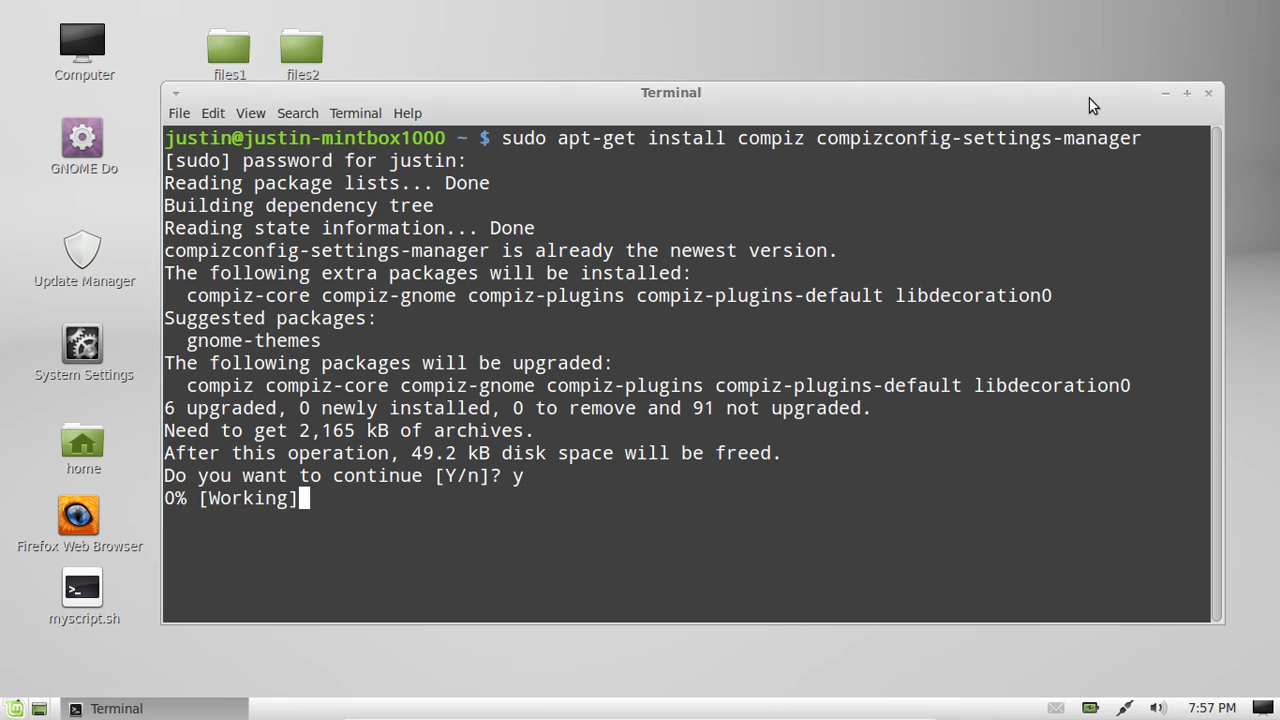 Computer
files1
files2
GNOME Do
Update Manager
System Settings
home
Firefox Web Browser
myscript.sh
Terminal
File Edit View Search Terminal Help
justin@justin-mintbox1000 ~ $ sudo apt-get install compiz compizconfig-settings-manager
[sudo] password for justin:
Reading package lists... Done
Building dependency tree
Reading state information... Done
compizconfig-settings-manager is already the newest version.
The following extra packages will be installed:
compiz-core compiz-gnome compiz-plugins compiz-plugins-default libdecoration0
Suggested packages:
gnome-themes
The following packages will be upgraded:
compiz compiz-core compiz-gnome compiz-plugins compiz-plugins-default libdecoration0
6 upgraded, 0 newly installed, 0 to remove and 91 not upgraded.
Need to get 2,165 kB of archives.
After this operation, 49.2 kB disk space will be freed.
Do you want to continue [Y/n]? y
0% [Working]
Terminal
7:57 PM